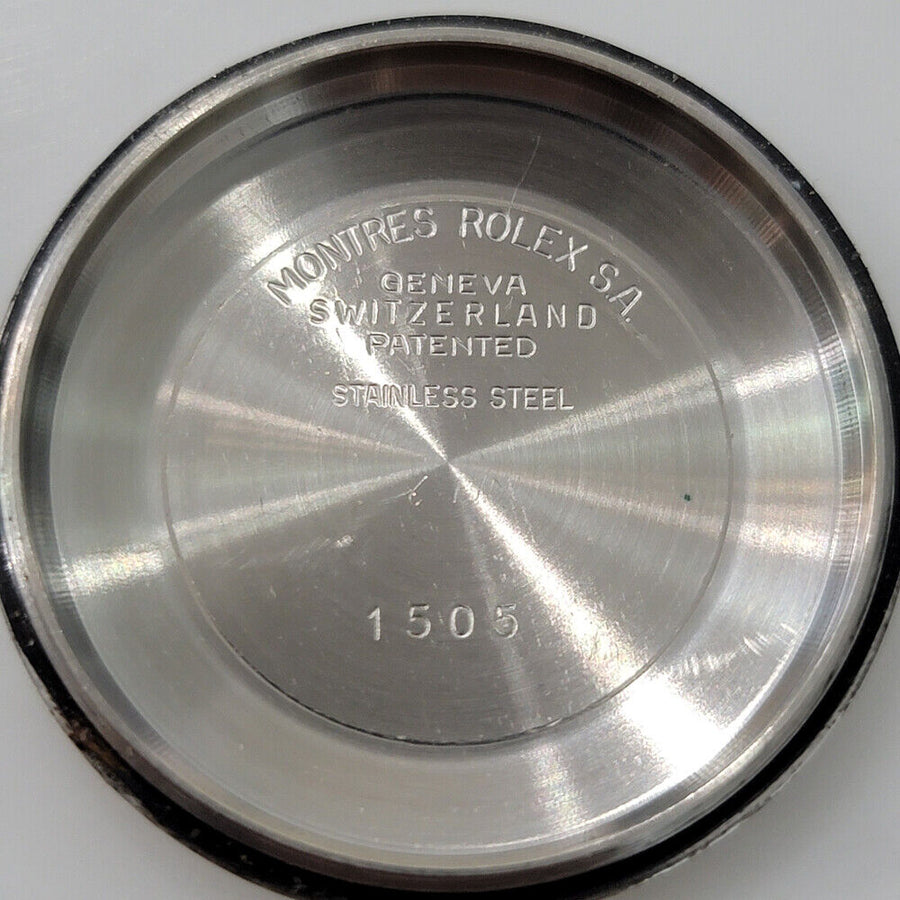 MONTRES ROLEX S.A.
GENEVA
SWITZERLAND
PATENTED
STAINLESS STEEL
1505